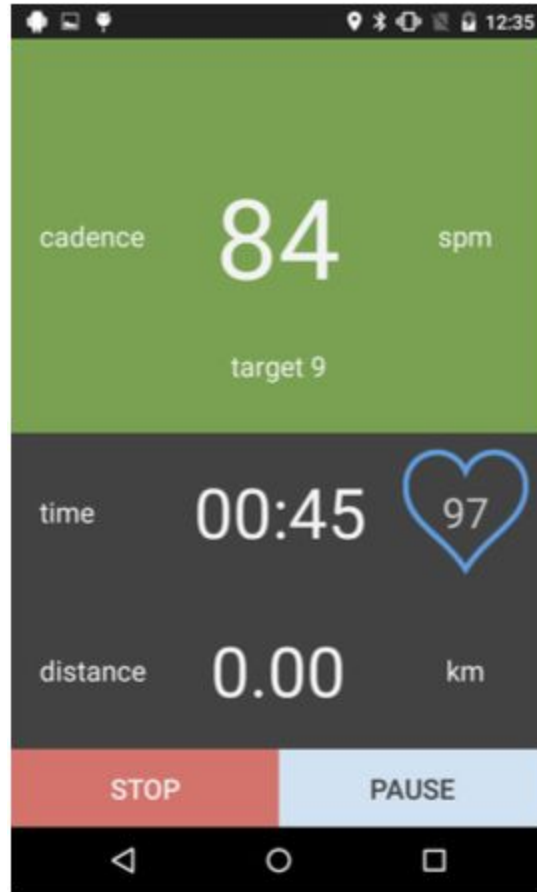 12:35
cadence 84 spm
target 9
time 00:45 97
distance 0.00 km
STOP PAUSE